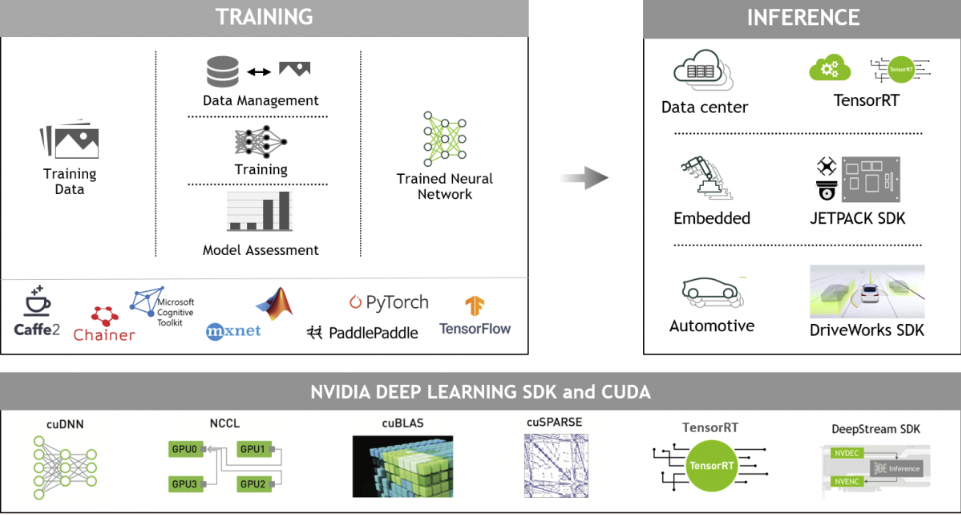 TRAINING
Training
Data
Data Management
Training
Model Assessment
Trained Neural
Network
Caffe2
Chainer
Microsoft
Cognitive
Toolkit
mxnet
PyTorch
PaddlePaddle
TensorFlow
INFERENCE
Data center
TensorRT
TensorRT
Embedded
JETPACK SDK
Automotive
DriveWorks SDK
NVIDIA DEEP LEARNING SDK and CUDA
cuDNN
NCCL
GPU0
GPU1
GPU3
GPU2
cuBLAS
cuSPARSE
TensorRT
TensorRT
DeepStream SDK
NVDEC
Inference
NVENC